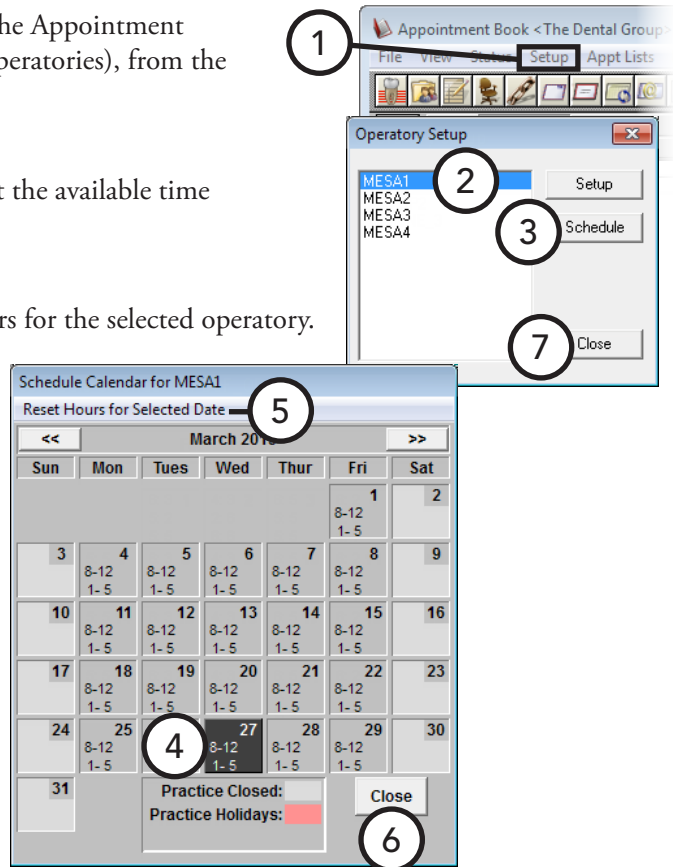 he Appointment
peratories), from the
t the available time
rs for the selected operatory.
1
Appointment Book <The Dental Group>
File View Status Setup Appt Lists
Operatory Setup
MESA1
MESA2
MESA3
MESA4
2
Setup
3
Schedule
7
Close
Schedule Calendar for MESA1
Reset Hours for Selected Date
5
<< March >>
Sun Mon Tues Wed Thur Fri Sat
1 2
8-12
1- 5
3 4 5 6 7 8 9
8-12 8-12 8-12 8-12 8-12
1- 5 1- 5 1- 5 1- 5 1- 5
10 11 12 13 14 15 16
8-12 8-12 8-12 8-12 8-12
1- 5 1- 5 1- 5 1- 5 1- 5
17 18 19 20 21 22 23
8-12 8-12 8-12 8-12 8-12
1- 5 1- 5 1- 5 1- 5 1- 5
24 25 27 28 29 30
8-12 8-12 8-12 8-12
1- 5 1- 5 1- 5 1- 5
4
31
Practice Closed:
Practice Holidays:
Close
6